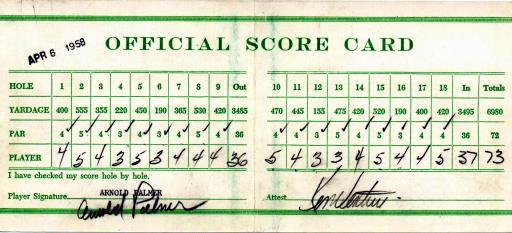 APR 6 1958
OFFICIAL SCORE CARD
HOLE 1 2 3 4 5 6 7 8 9 Out 10 11 12 13 14 15 16 17 18 In Totals
YARDAGE 400 555 355 220 450 190 365 530 420 3485 470 445 155 475 420 520 190 400 420 3495 6980
PAR 4 5 4 3 4 3 4 5 4 36 4 4 3 5 4 5 3 4 4 36 72
PLAYER 4 5 4 3 5 3 4 4 4 36 5 4 3 3 4 5 4 4 5 37 73
I have checked my score hole by hole.
Player Signature ARNOLD PALMER Attest
Arnold Palmer